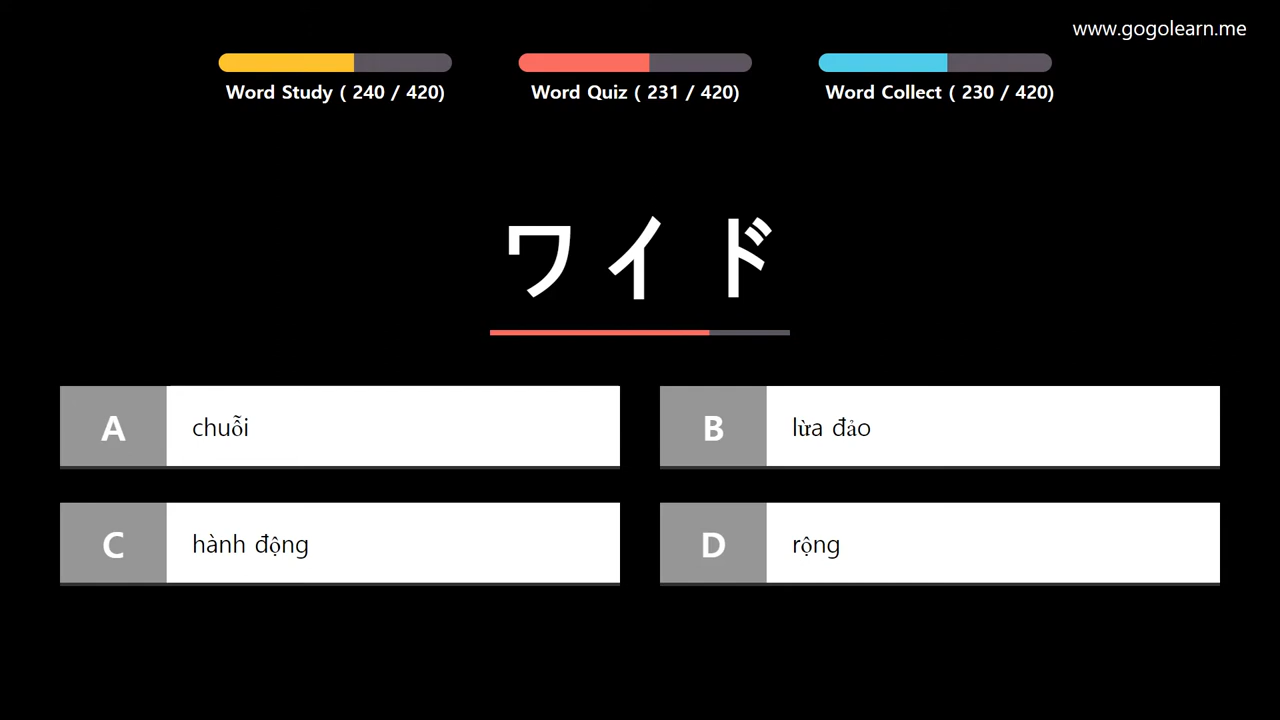 www.gogolearn.me
Word Study ( 240 / 420)
Word Quiz ( 231 / 420)
Word Collect ( 230 / 420)
ワイド
A chuỗi
B lừa đảo
C hành động
D rộng